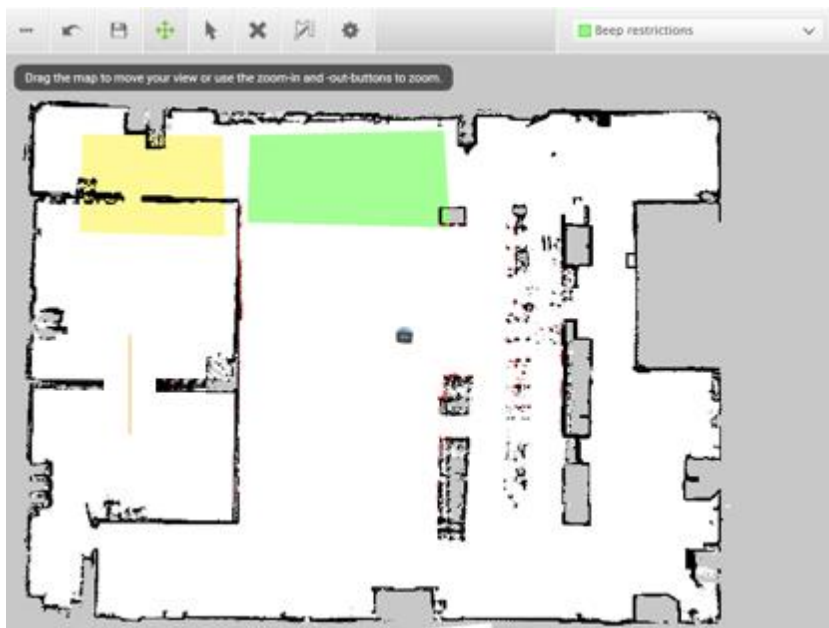 Beep restrictions
Drag the map to move your view or use the zoom-in and -out-buttons to zoom.